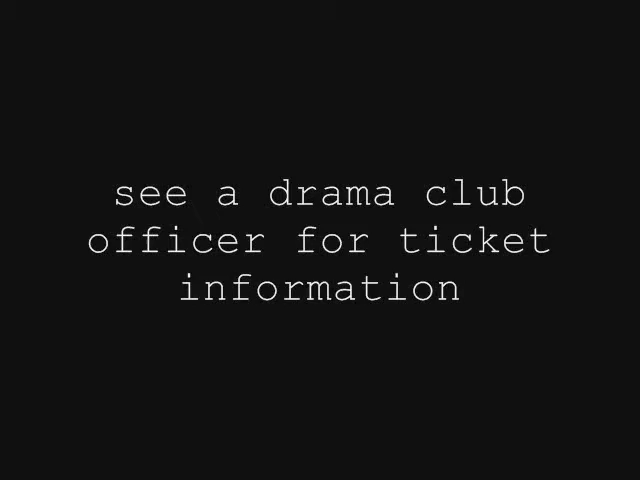 see a drama club
officer for ticket
information